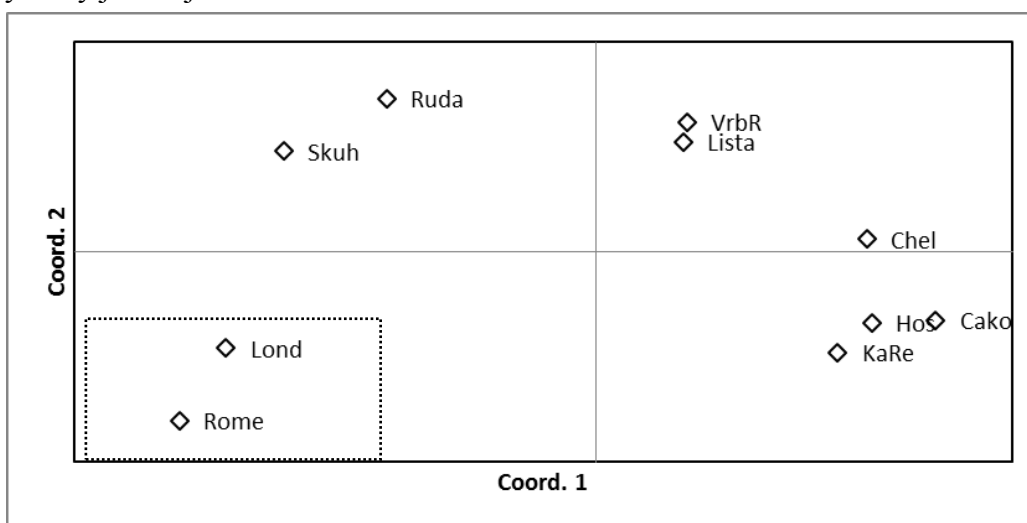 Ruda
VrbR
Lista
Skuh
Coord. 2
Chel
Hos
Cako
KaRe
Lond
Rome
Coord. 1